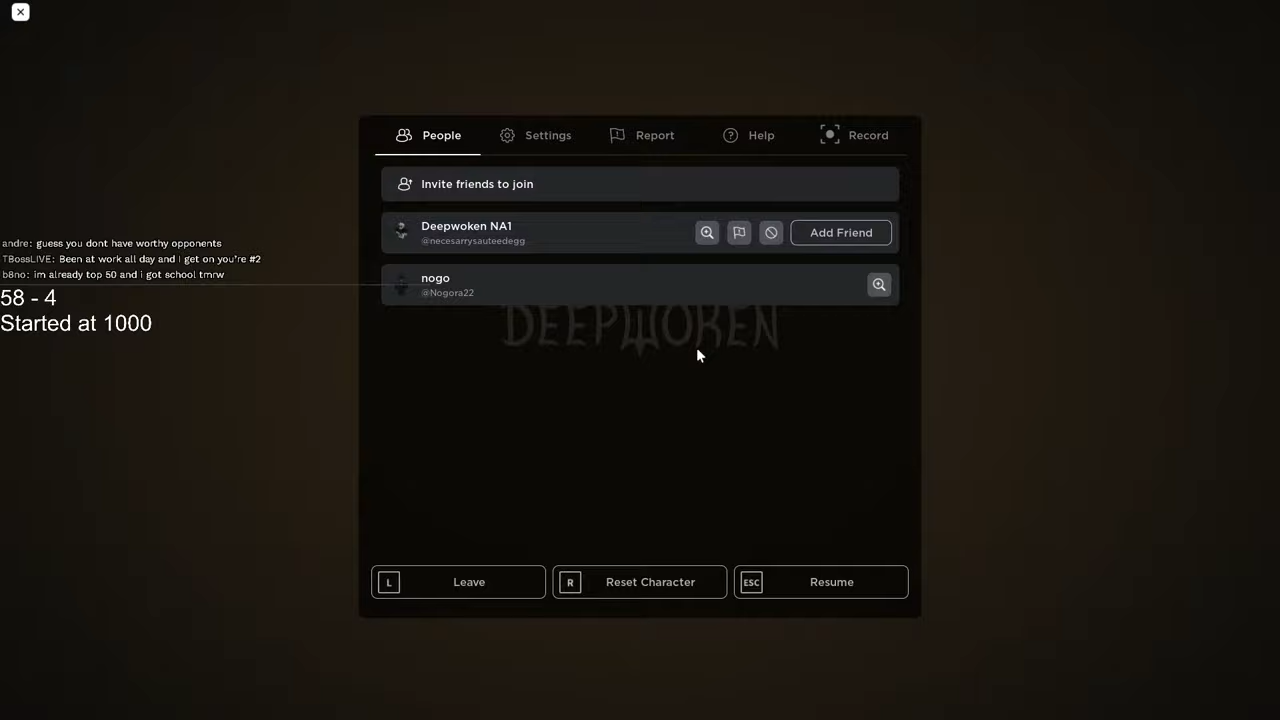 People
Settings
Report
Help
Record
Invite friends to join
Deepwoken NA1
@necesarrysauteedegg
Add Friend
nogo
@Nogora22
andre: guess you dont have worthy opponents
TBossLIVE: Been at work all day and I get on you're #2
b8no: im already top 50 and i got school tmrw
58 - 4
Started at 1000
DEEPWOKEN
L Leave
R Reset Character
ESC Resume